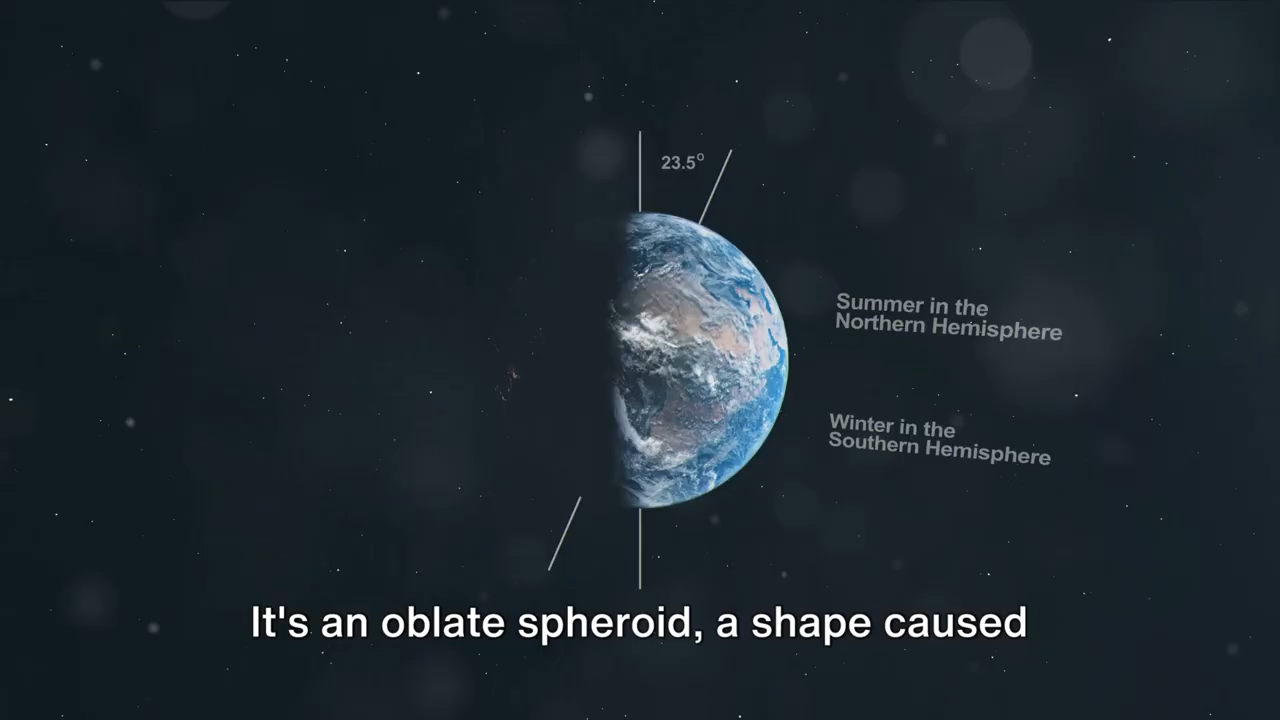 23.5°
Summer in the
Northern Hemisphere
Winter in the
Southern Hemisphere
It's an oblate spheroid, a shape caused